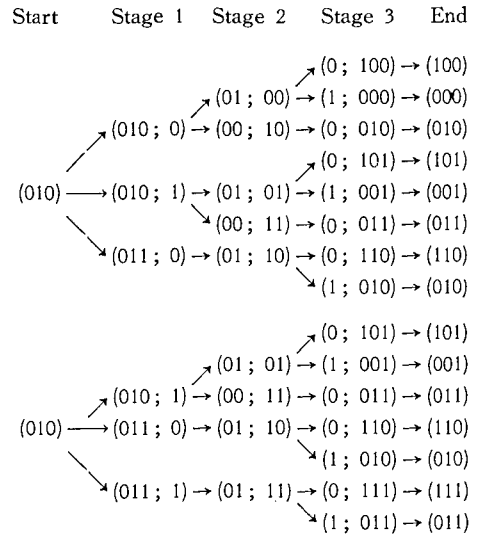 Start Stage 1 Stage 2 Stage 3 End
(0; 100) → (100)
(01; 00) → (1; 000) → (000)
(010; 0) → (00; 10) → (0; 010) → (010)
(0; 101) → (101)
(010) → (010; 1) → (01; 01) → (1; 001) → (001)
(00; 11) → (0; 011) → (011)
(011; 0) → (01; 10) → (0; 110) → (110)
(1; 010) → (010)
(0; 101) → (101)
(01; 01) → (1; 001) → (001)
(010; 1) → (00; 11) → (0; 011) → (011)
(010) → (011; 0) → (01; 10) → (0; 110) → (110)
(1; 010) → (010)
(011; 1) → (01; 11) → (0; 111) → (111)
(1; 011) → (011)